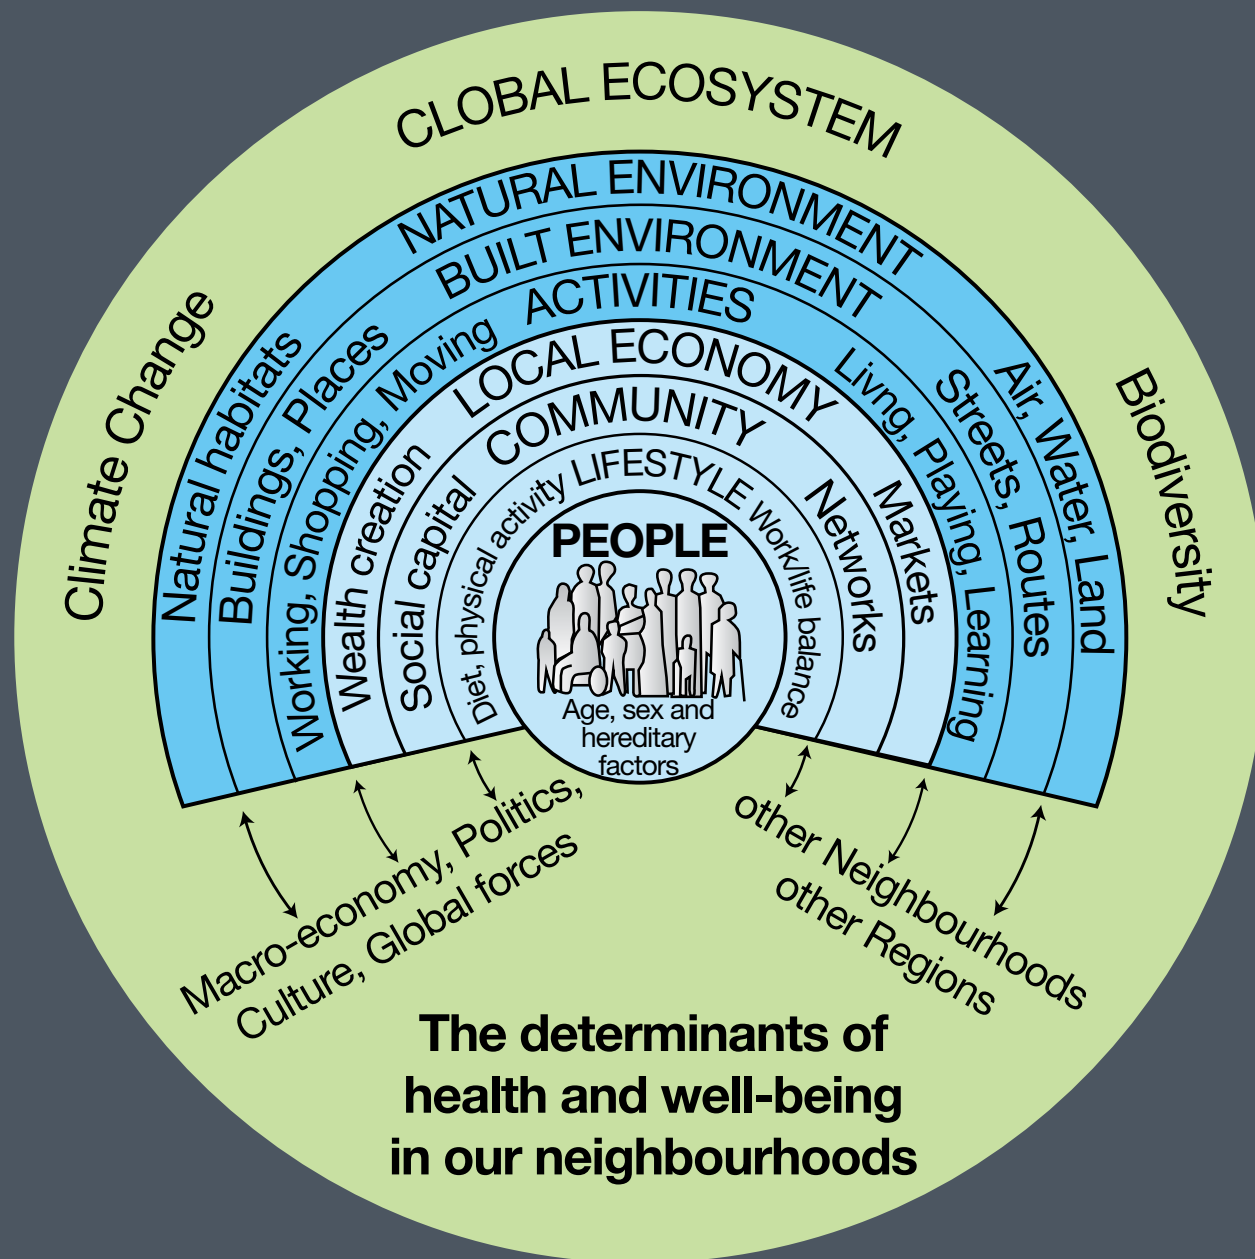 CLOBAL ECOSYSTEM
Climate Change
Biodiversity
NATURAL ENVIRONMENT
Natural habitats
Air, Water, Land
BUILT ENVIRONMENT
Buildings, Places
Streets, Routes
ACTIVITIES
Working, Shopping, Moving
Livng, Playing, Learning
LOCAL ECONOMY
Wealth creation
Markets
COMMUNITY
Social capital
Networks
LIFESTYLE
Diet, physical activity
Work/life balance
PEOPLE
Age, sex and
hereditary
factors
Macro-economy, Politics,
Culture, Global forces
other Neighbourhoods
other Regions
The determinants of
health and well-being
in our neighbourhoods